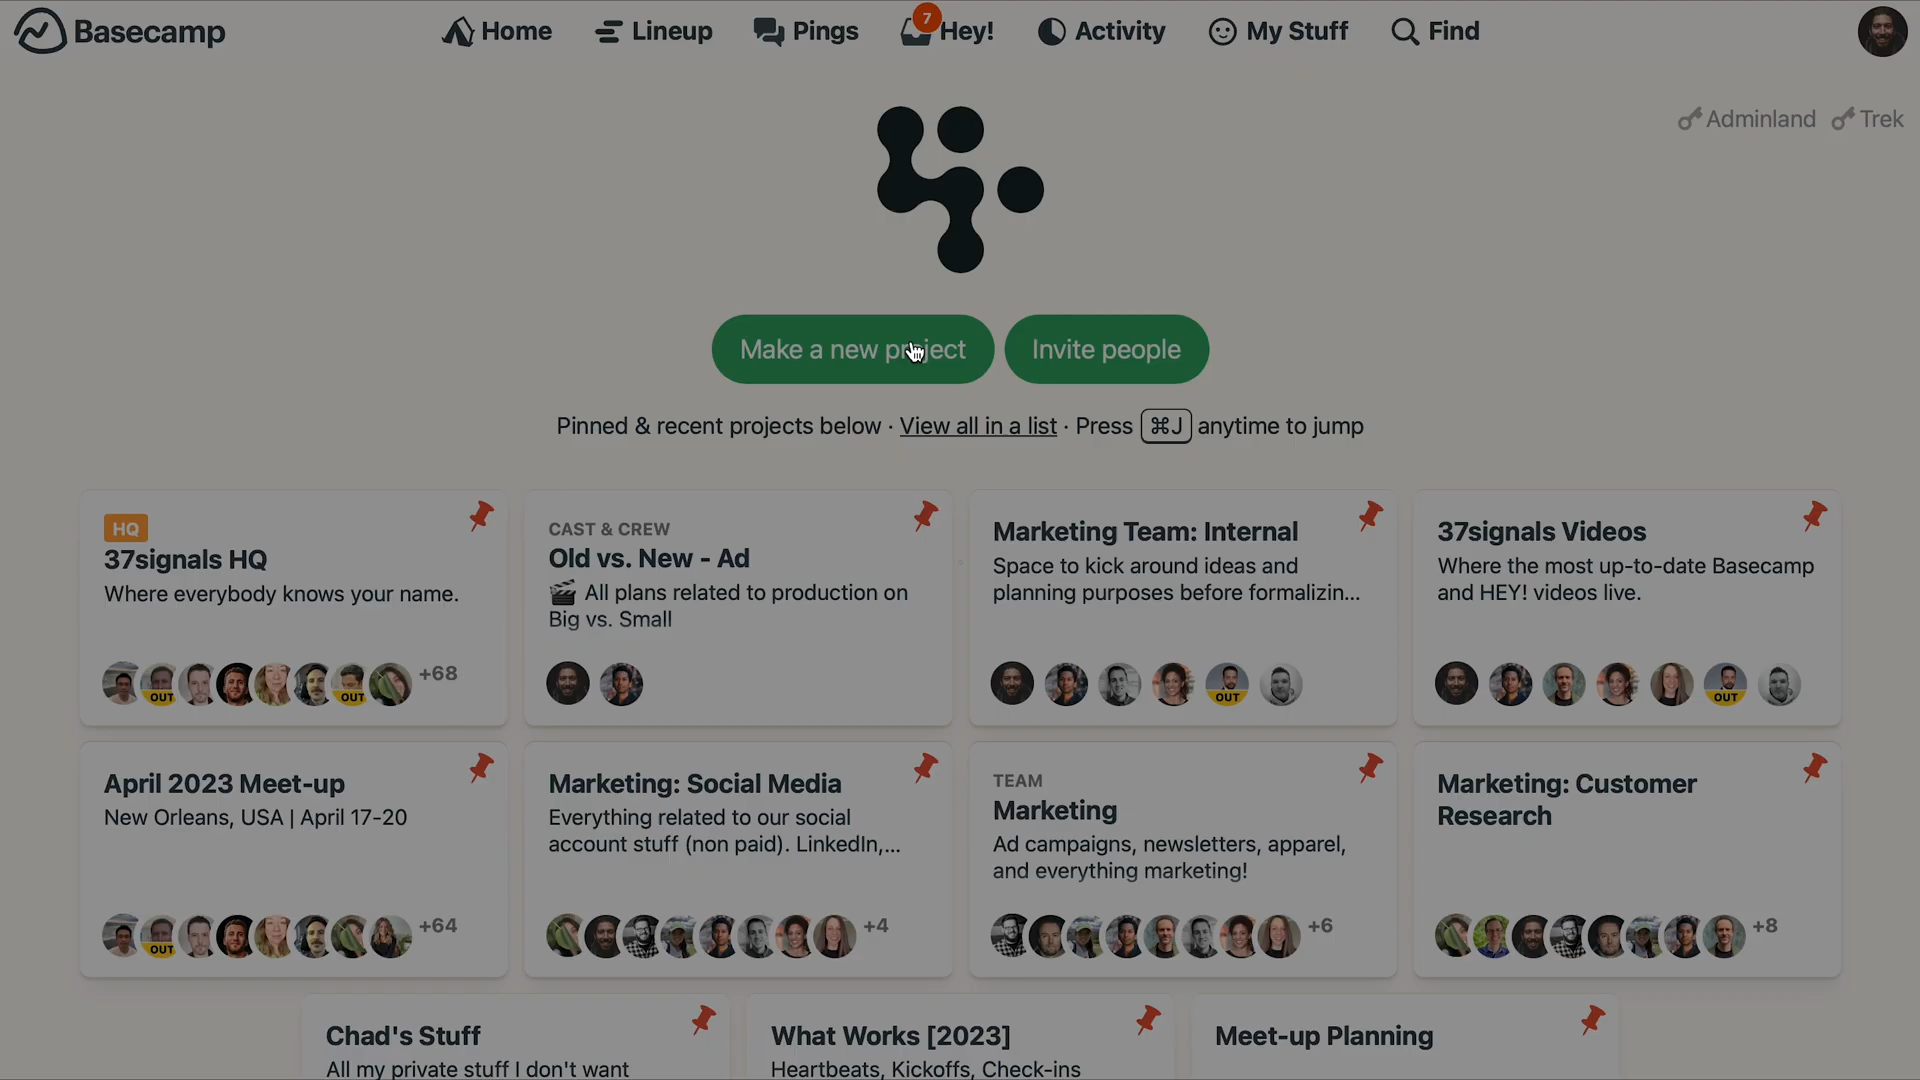 Basecamp
Home
Lineup
Pings
7
Hey!
Activity
My Stuff
Find
Adminland
Trek
Make a new project
Invite people
Pinned & recent projects below · View all in a list · Press ⌘J anytime to jump
HQ
37signals HQ
Where everybody knows your name.
OUT
OUT
+68
CAST & CREW
Old vs. New - Ad
🎬 All plans related to production on
Big vs. Small
Marketing Team: Internal
Space to kick around ideas and
planning purposes before formalizin...
OUT
37signals Videos
Where the most up-to-date Basecamp
and HEY! videos live.
OUT
April 2023 Meet-up
New Orleans, USA | April 17-20
OUT
+64
Marketing: Social Media
Everything related to our social
account stuff (non paid). LinkedIn,...
+4
TEAM
Marketing
Ad campaigns, newsletters, apparel,
and everything marketing!
+6
Marketing: Customer
Research
+8
Chad's Stuff
All my private stuff I don't want
What Works [2023]
Heartbeats, Kickoffs, Check-ins
Meet-up Planning